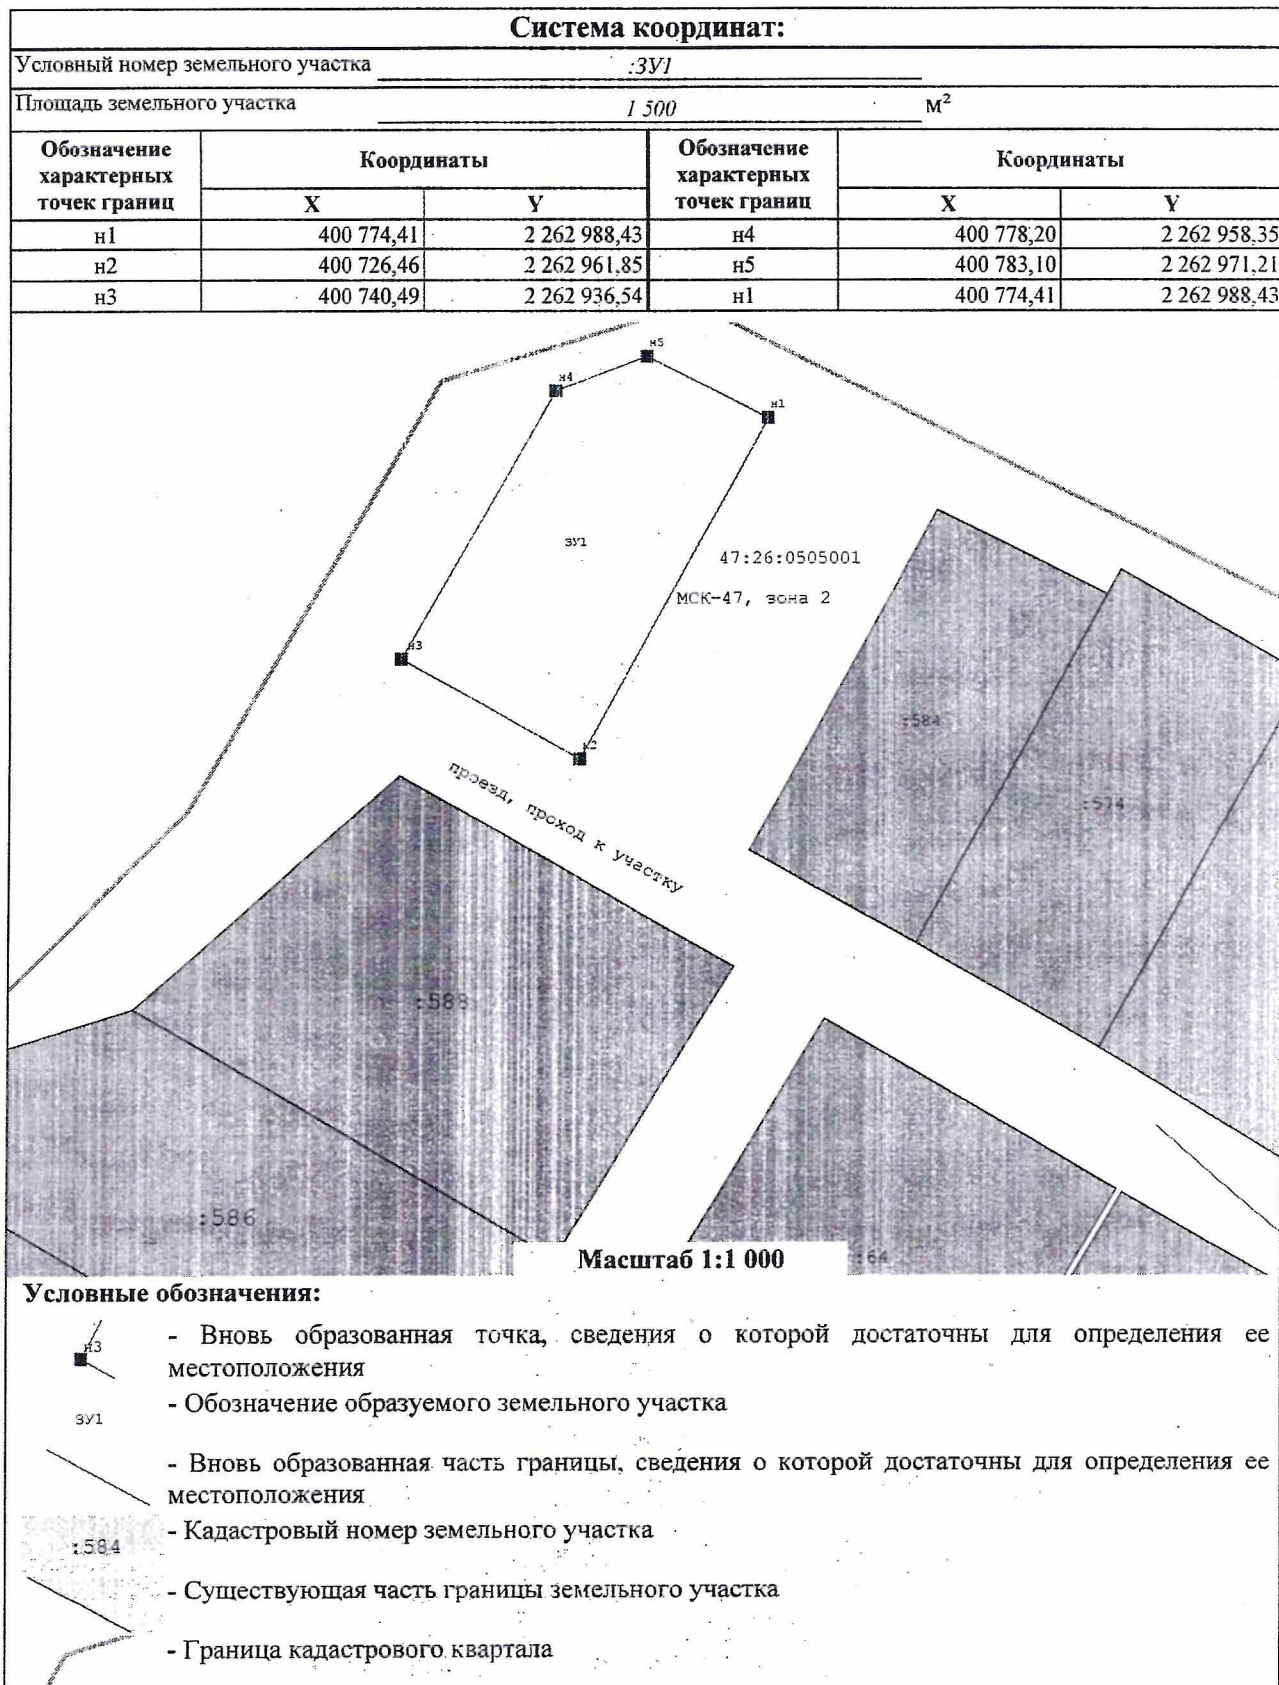 Система координат:
Условный номер земельного участка :ЗУ1
Площадь земельного участка 1 500 м²
Обозначение характерных точек границ Координаты Обозначение характерных точек границ Координаты
X Y X Y
н1 400 774,41 2 262 988,43 н4 400 778,20 2 262 958,35
н2 400 726,46 2 262 961,85 н5 400 783,10 2 262 971,21
н3 400 740,49 2 262 936,54 н1 400 774,41 2 262 988,43
н5
н4
н1
ЗУ1
47:26:0505001
МСК-47, зона 2
н3
н2
проезд, проход к участку
:584
:574
:588
:586
:64
Масштаб 1:1 000
Условные обозначения:
н3
- Вновь образованная точка, сведения о которой достаточны для определения ее
местоположения
ЗУ1 - Обозначение образуемого земельного участка
- Вновь образованная часть границы, сведения о которой достаточны для определения ее
местоположения
:584 - Кадастровый номер земельного участка
- Существующая часть границы земельного участка
- Граница кадастрового квартала